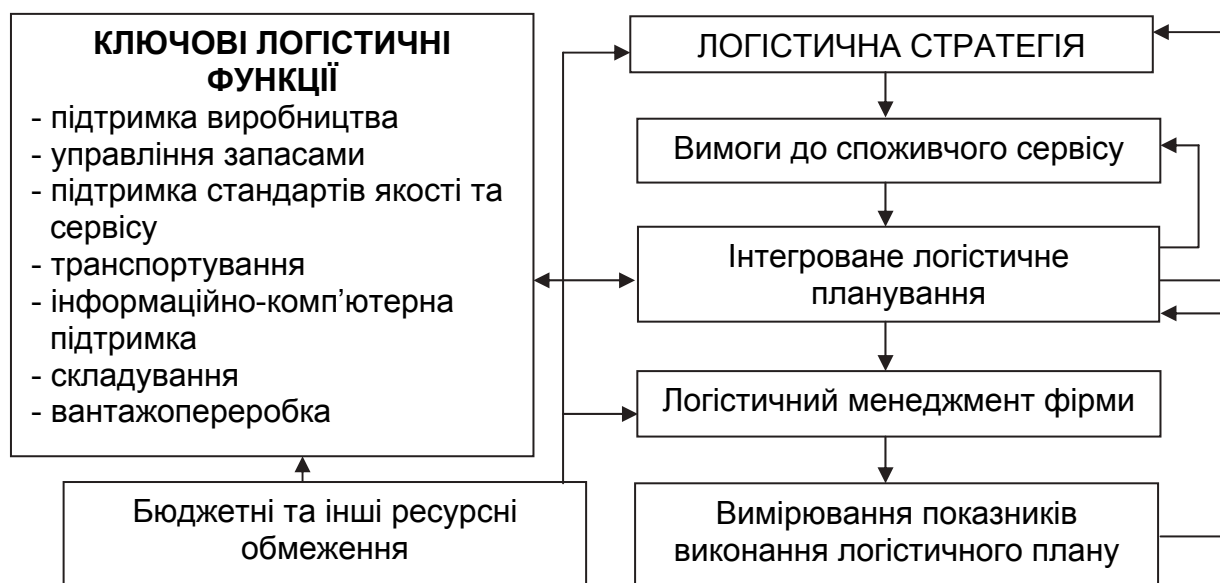 КЛЮЧОВІ ЛОГІСТИЧНІ
ФУНКЦІЇ
- підтримка виробництва
- управління запасами
- підтримка стандартів якості та
сервісу
- транспортування
- інформаційно-комп’ютерна
підтримка
- складування
- вантажопереробка
Бюджетні та інші ресурсні
обмеження
ЛОГІСТИЧНА СТРАТЕГІЯ
Вимоги до споживчого сервісу
Інтегроване логістичне
планування
Логістичний менеджмент фірми
Вимірювання показників
виконання логістичного плану